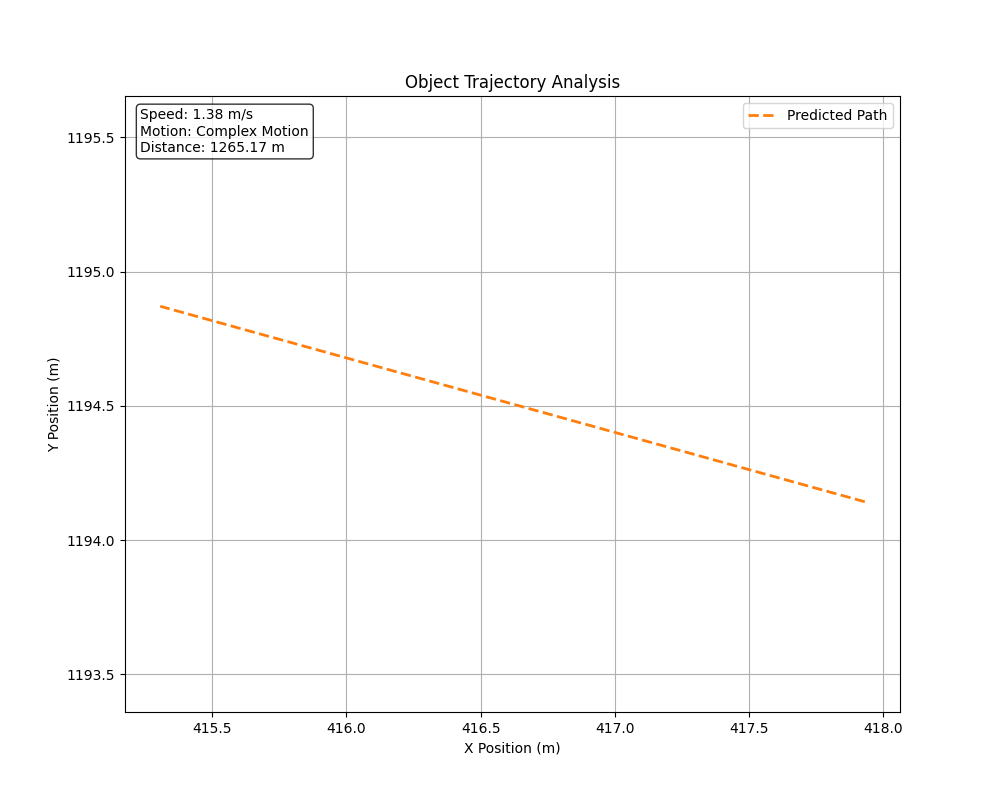 Object Trajectory Analysis
Speed: 1.38 m/s
Motion: Complex Motion
Distance: 1265.17 m
Predicted Path
1195.5
1195.0
1194.5
1194.0
1193.5
Y Position (m)
415.5 416.0 416.5 417.0 417.5 418.0
X Position (m)